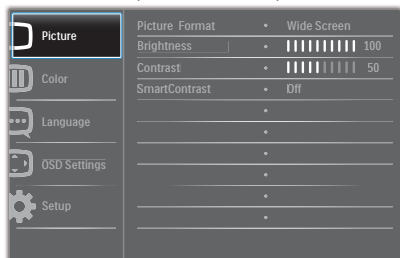 Picture
Color
Language
OSD Settings
Setup
Picture Format • Wide Screen
Brightness • 100
Contrast • 50
SmartContrast • Off
•
•
•
•
•
•